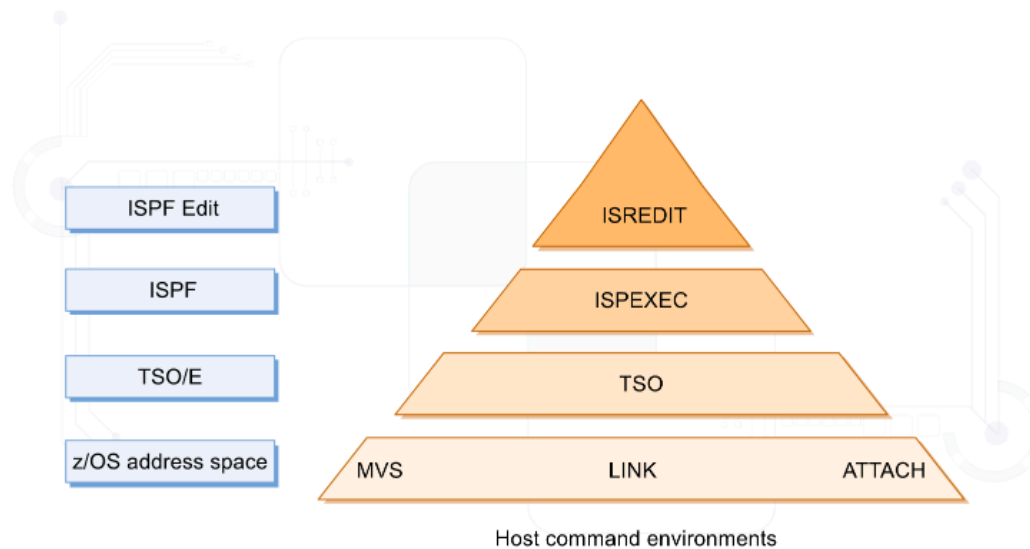 ISPF Edit
ISREDIT
ISPF
ISPEXEC
TSO/E
TSO
z/OS address space
MVS LINK ATTACH
Host command environments